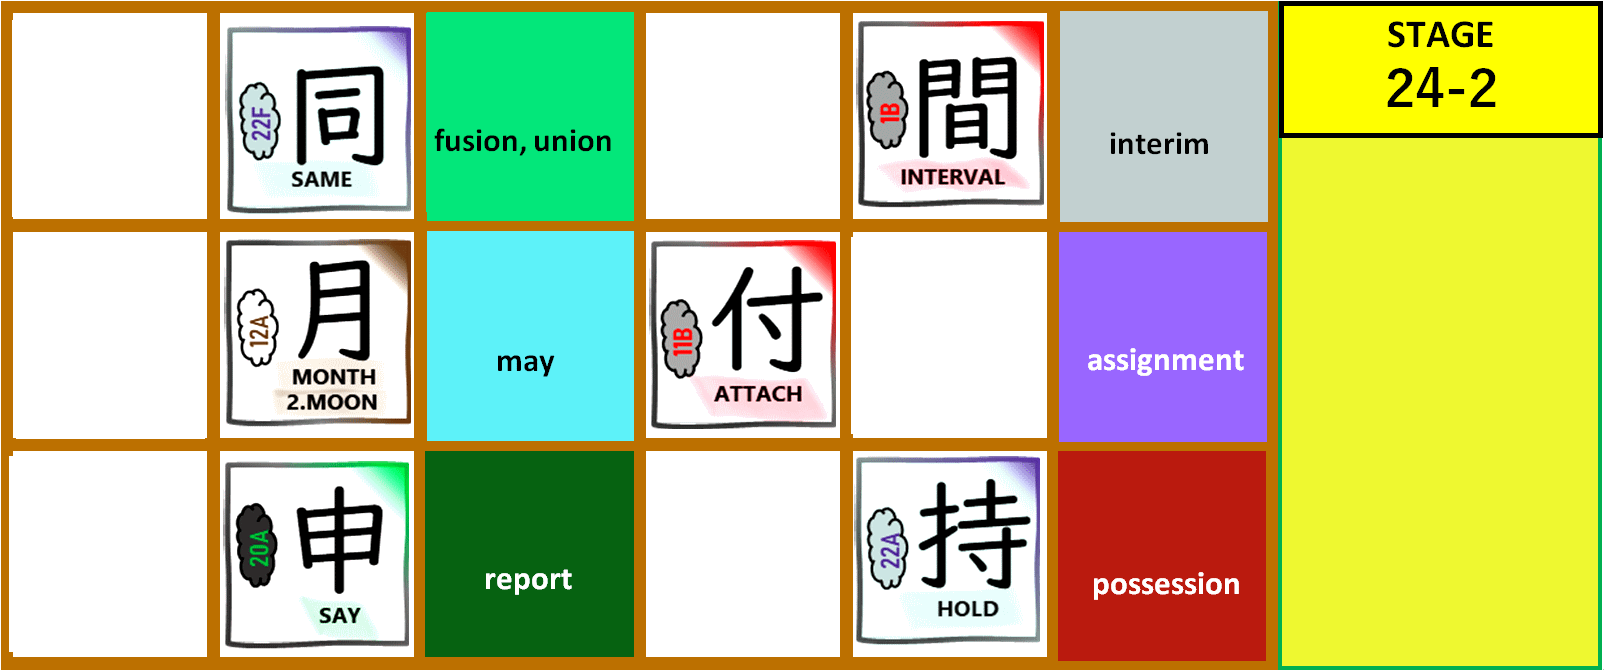 22F
同
SAME
fusion, union
1B
間
INTERVAL
interim
STAGE
24-2
12A
月
MONTH
2.MOON
may
11B
付
ATTACH
assignment
20A
申
SAY
report
22A
持
HOLD
possession